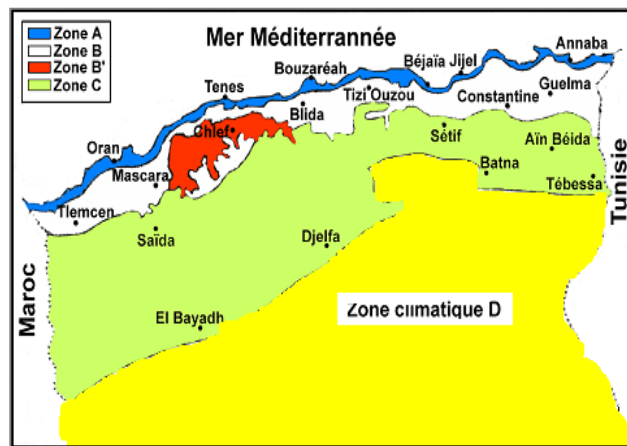 Zone A
Zone B
Zone B'
Zone C
Mer Méditerrannée
Annaba
Bouzaréah
Béjaïa Jijel
Tenes
Tizi Ouzou
Guelma
Blida
Constantine
Chlef
Sétif
Aïn Béida
Oran
Batna
Mascara
Tébessa
Tunisie
Tlemcen
Saïda
Djelfa
Maroc
El Bayadh
Zone climatique D